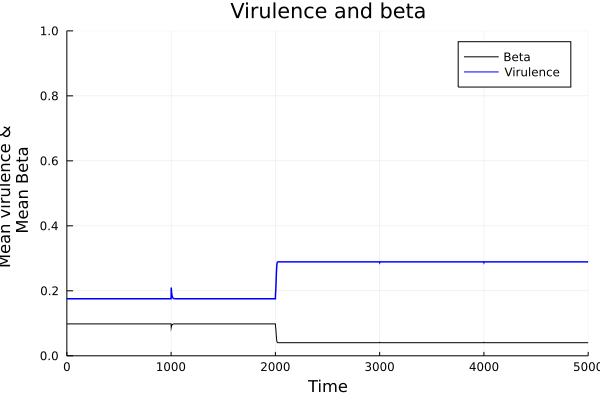 Virulence and beta
Mean virulence &
Mean Beta
1.0
0.8
0.6
0.4
0.2
0.0
Beta
Virulence
0 1000 2000 3000 4000 5000
Time